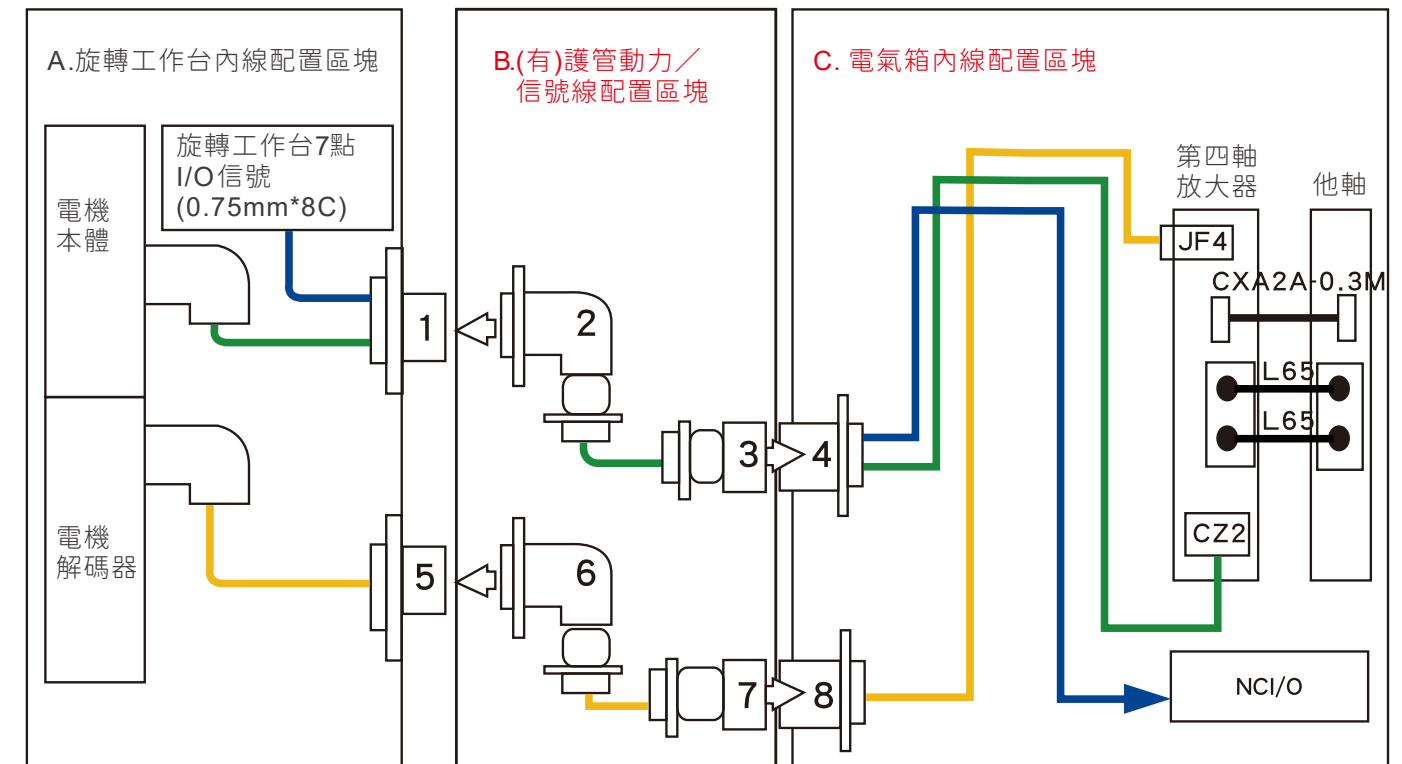 A.旋轉工作台內線配置區塊
B.(有)護管動力／
信號線配置區塊
C. 電氣箱內線配置區塊
旋轉工作台7點
I/O信號
(0.75mm*8C)
電機
本體
電機
解碼器
1
2
3
4
5
6
7
8
第四軸
放大器
他軸
JF4
CXA2A-0.3M
L65
L65
CZ2
NCI/O